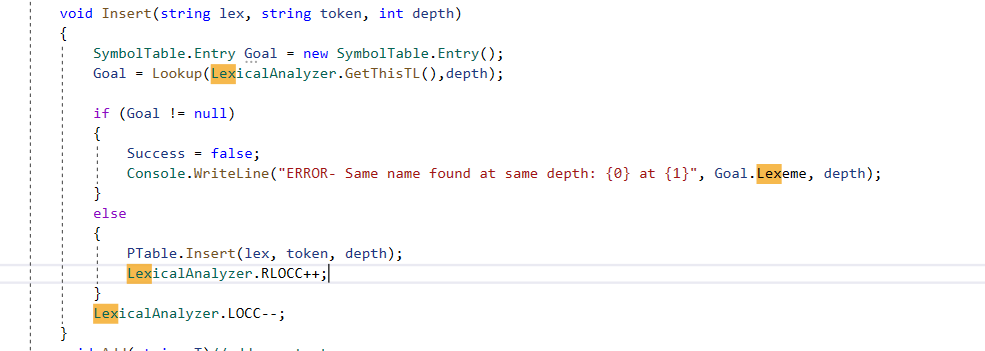 void Insert(string lex, string token, int depth)
{
SymbolTable.Entry Goal = new SymbolTable.Entry();
Goal = Lookup(LexicalAnalyzer.GetThisTL(),depth);
if (Goal != null)
{
Success = false;
Console.WriteLine("ERROR- Same name found at same depth: {0} at {1}", Goal.Lexeme, depth);
}
else
{
PTable.Insert(lex, token, depth);
LexicalAnalyzer.RLOCC++;
}
LexicalAnalyzer.LOCC--;
}